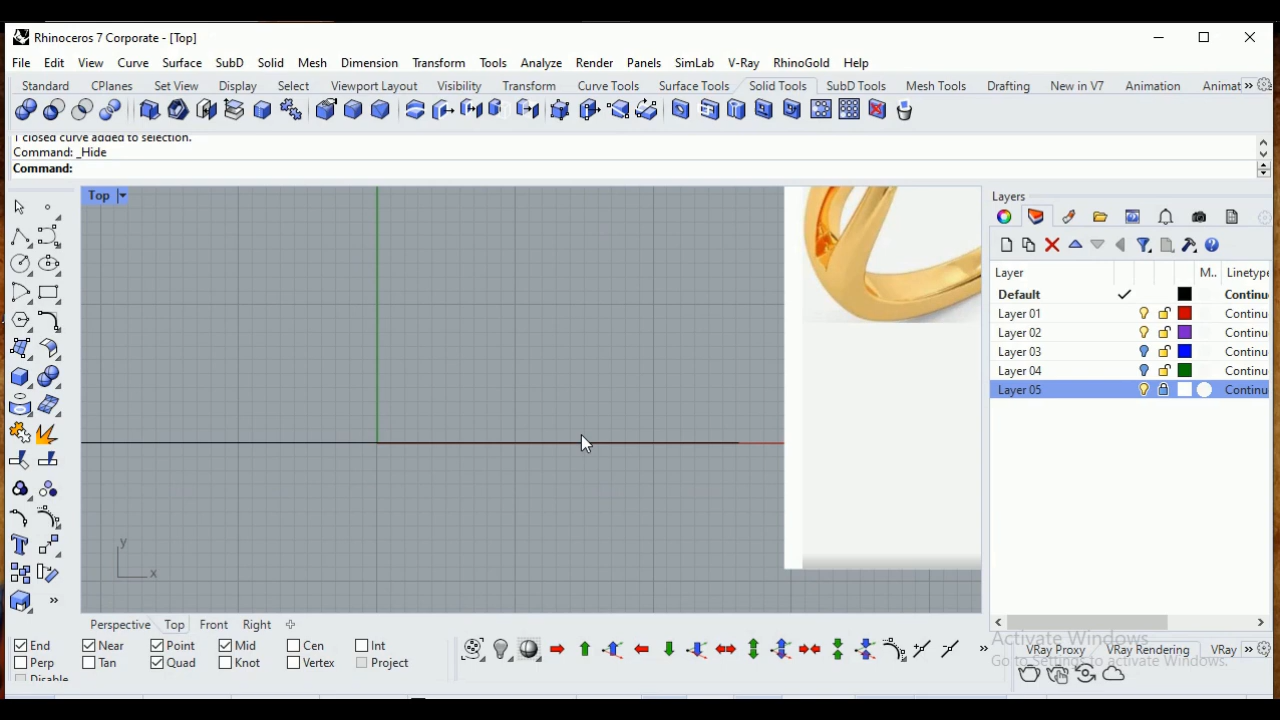 Rhinoceros 7 Corporate - [Top]
File Edit View Curve Surface SubD Solid Mesh Dimension Transform Tools Analyze Render Panels SimLab V-Ray RhinoGold Help
Standard CPlanes Set View Display Select Viewport Layout Visibility Transform Curve Tools Surface Tools Solid Tools SubD Tools Mesh Tools Drafting New in V7 Animation Animat »
1 closed curve added to selection.
Command: _Hide
Command:
Top
Layers
Layer M.. Linetype
Default Continu
Layer 01 Continu
Layer 02 Continu
Layer 03 Continu
Layer 04 Continu
Layer 05 Continu
y
x
»
Perspective Top Front Right
End Near Point Mid Cen Int
Perp Tan Quad Knot Vertex Project
Disable
»
Activate Windows
Go to Settings to activate Windows.
VRay Proxy VRay Rendering VRay »